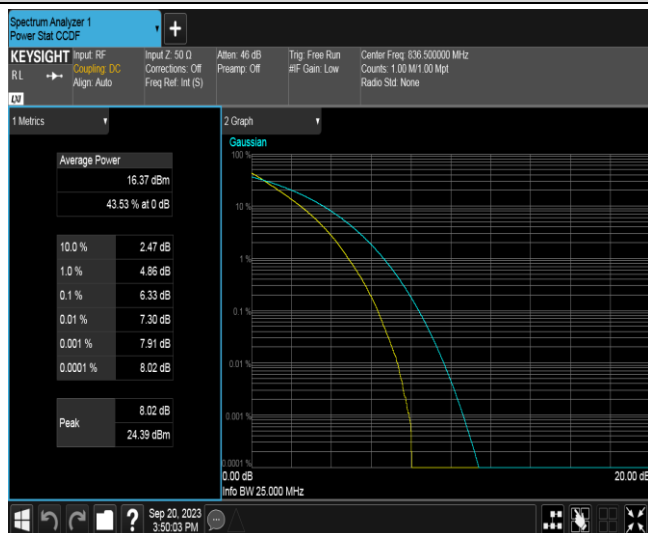 Spectrum Analyzer 1
Power Stat CCDF
+
KEYSIGHT Input: RF Input Z: 50 Ω Atten: 46 dB Trig: Free Run Center Freq: 836.500000 MHz
RL Coupling: DC Corrections: Off Preamp: Off #IF Gain: Low Counts: 1.00 M/1.00 Mpt
Align: Auto Freq Ref: Int (S) Radio Std: None
LXI
1 Metrics
Average Power
16.37 dBm
43.53 % at 0 dB
10.0 % 2.47 dB
1.0 % 4.86 dB
0.1 % 6.33 dB
0.01 % 7.30 dB
0.001 % 7.91 dB
0.0001 % 8.02 dB
Peak 8.02 dB
24.39 dBm
2 Graph
Gaussian
100 %
10 %
1 %
0.1 %
0.01 %
0.001 %
0.0001 %
0.00 dB 20.00 dB
Info BW 25.000 MHz
? Sep 20, 2023
3:50:03 PM